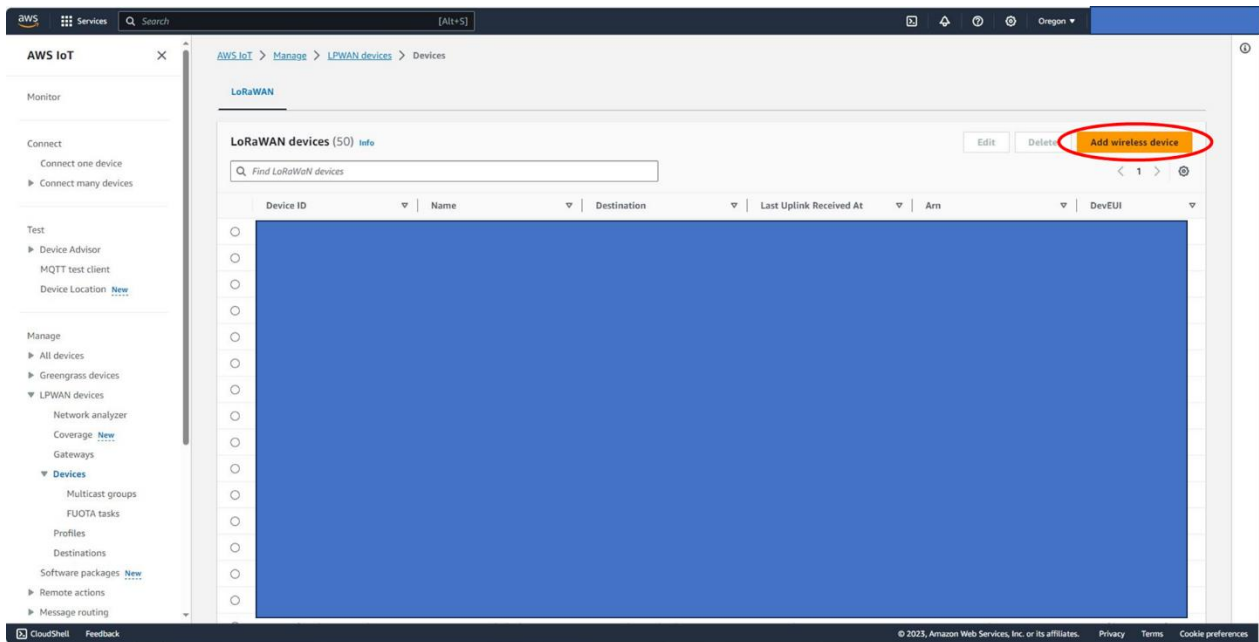 aws Services Search [Alt+S] Oregon
AWS IoT
AWS IoT > Manage > LPWAN devices > Devices
Monitor
Connect
Connect one device
Connect many devices
Test
Device Advisor
MQTT test client
Device Location New
Manage
All devices
Greengrass devices
LPWAN devices
Network analyzer
Coverage New
Gateways
Devices
Multicast groups
FUOTA tasks
Profiles
Destinations
Software packages New
Remote actions
Message routing
LoRaWAN
LoRaWAN devices (50) Info
Edit Delete Add wireless device
Find LoRaWaN devices
1
Device ID Name Destination Last Uplink Received At Arn DevEUI
CloudShell Feedback © 2023, Amazon Web Services, Inc. or its affiliates. Privacy Terms Cookie preferences